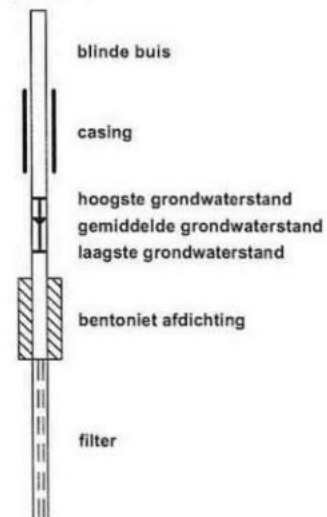 blinde buis
casing
hoogste grondwaterstand
gemiddelde grondwaterstand
laagste grondwaterstand
bentoniet afdichting
filter